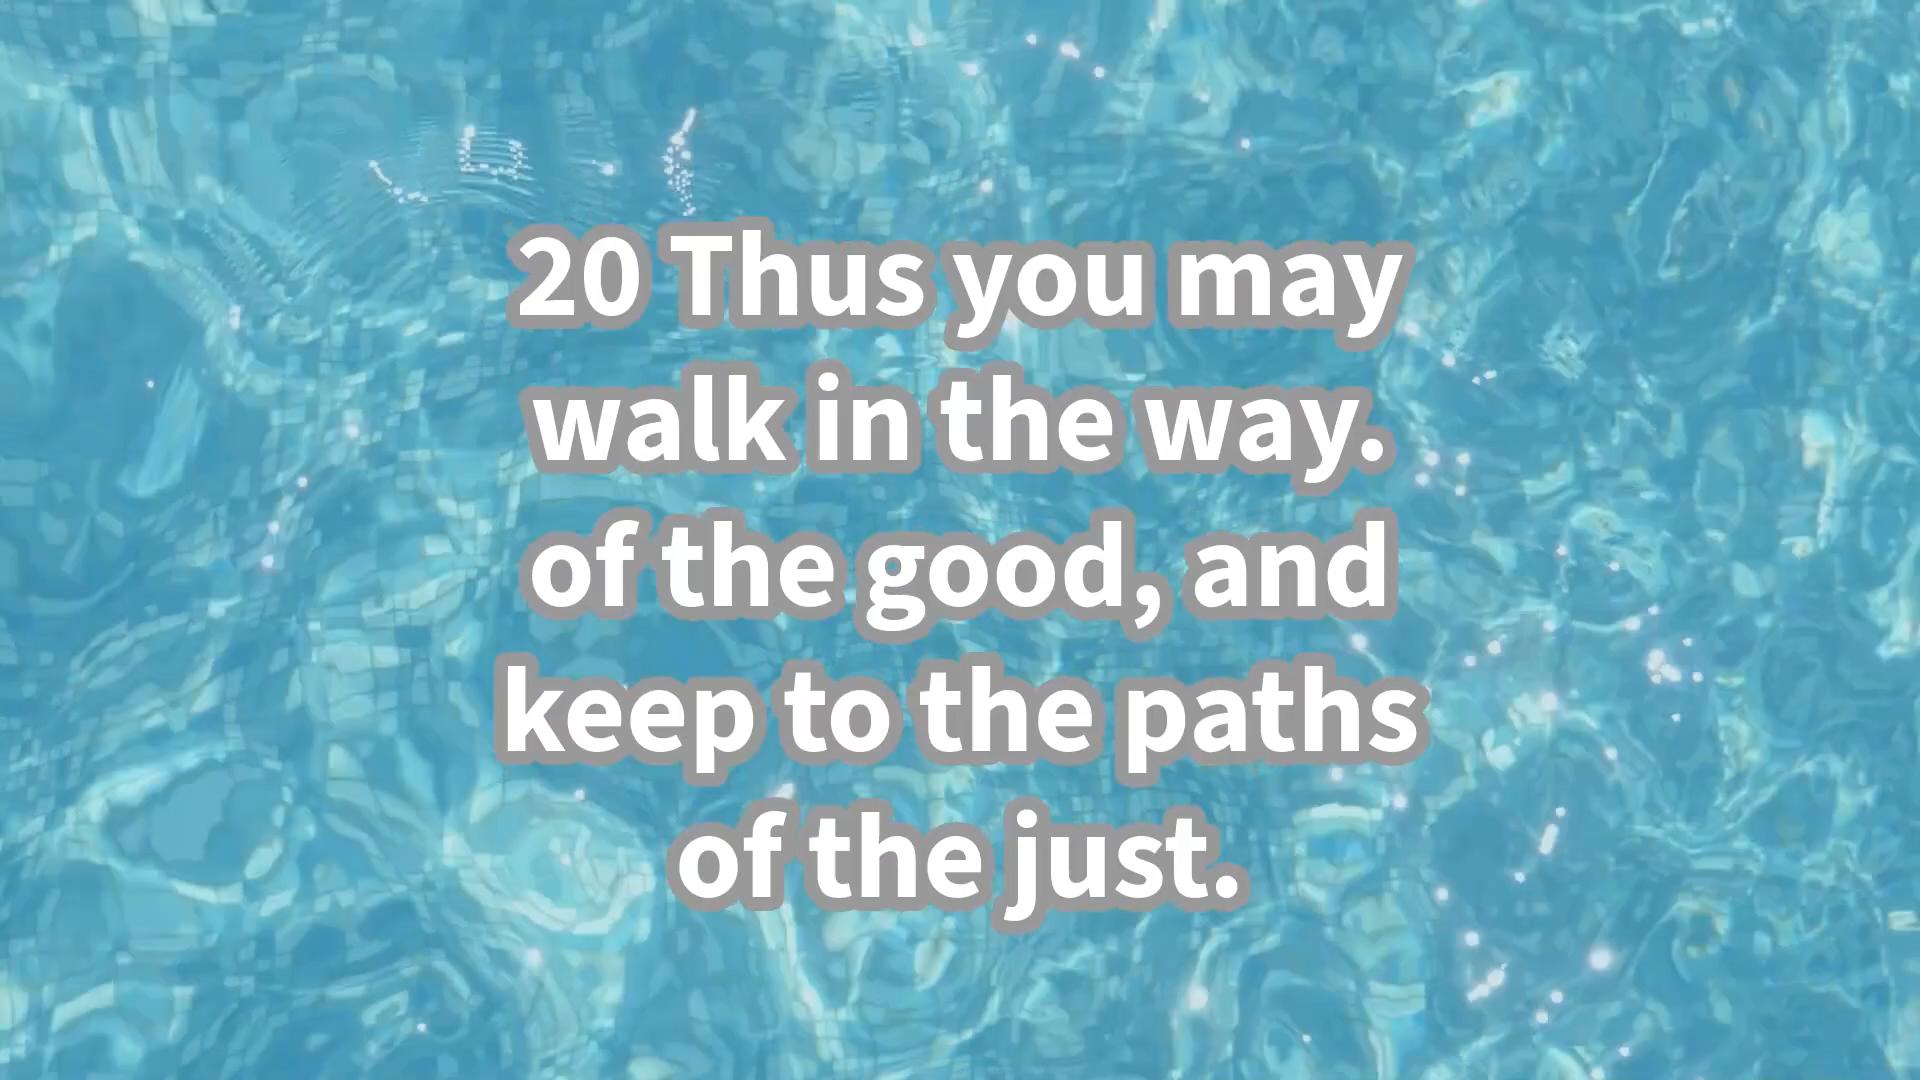 20 Thus you may
walk in the way.
of the good, and
keep to the paths
of the just.